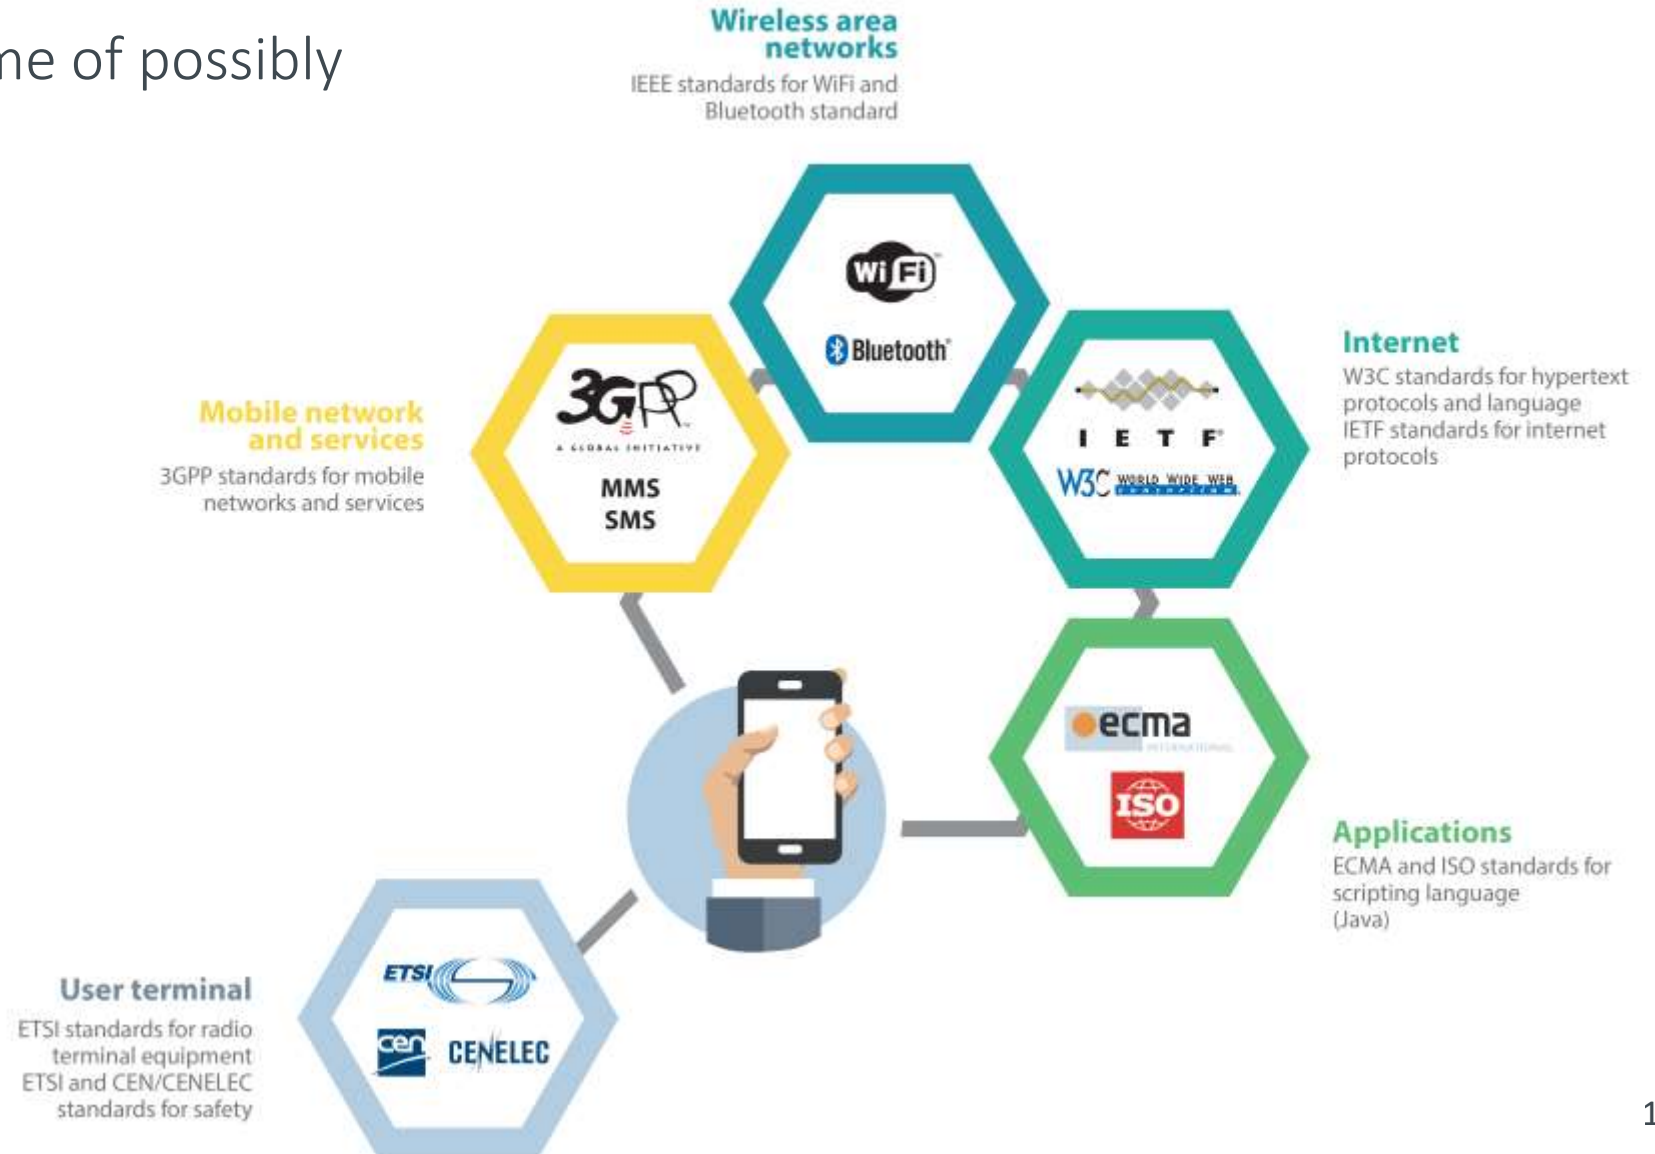 me of possibly
Wireless area
networks
IEEE standards for WiFi and
Bluetooth standard
Wi Fi
Bluetooth
3GPP
A GLOBAL INITIATIVE
MMS
SMS
Mobile network
and services
3GPP standards for mobile
networks and services
I E T F
W3C WORLD WIDE WEB
CONSORTIUM
Internet
W3C standards for hypertext
protocols and language
IETF standards for internet
protocols
ecma
INTERNATIONAL
ISO
Applications
ECMA and ISO standards for
scripting language
(Java)
ETSI
cen CENELEC
User terminal
ETSI standards for radio
terminal equipment
ETSI and CEN/CENELEC
standards for safety
1